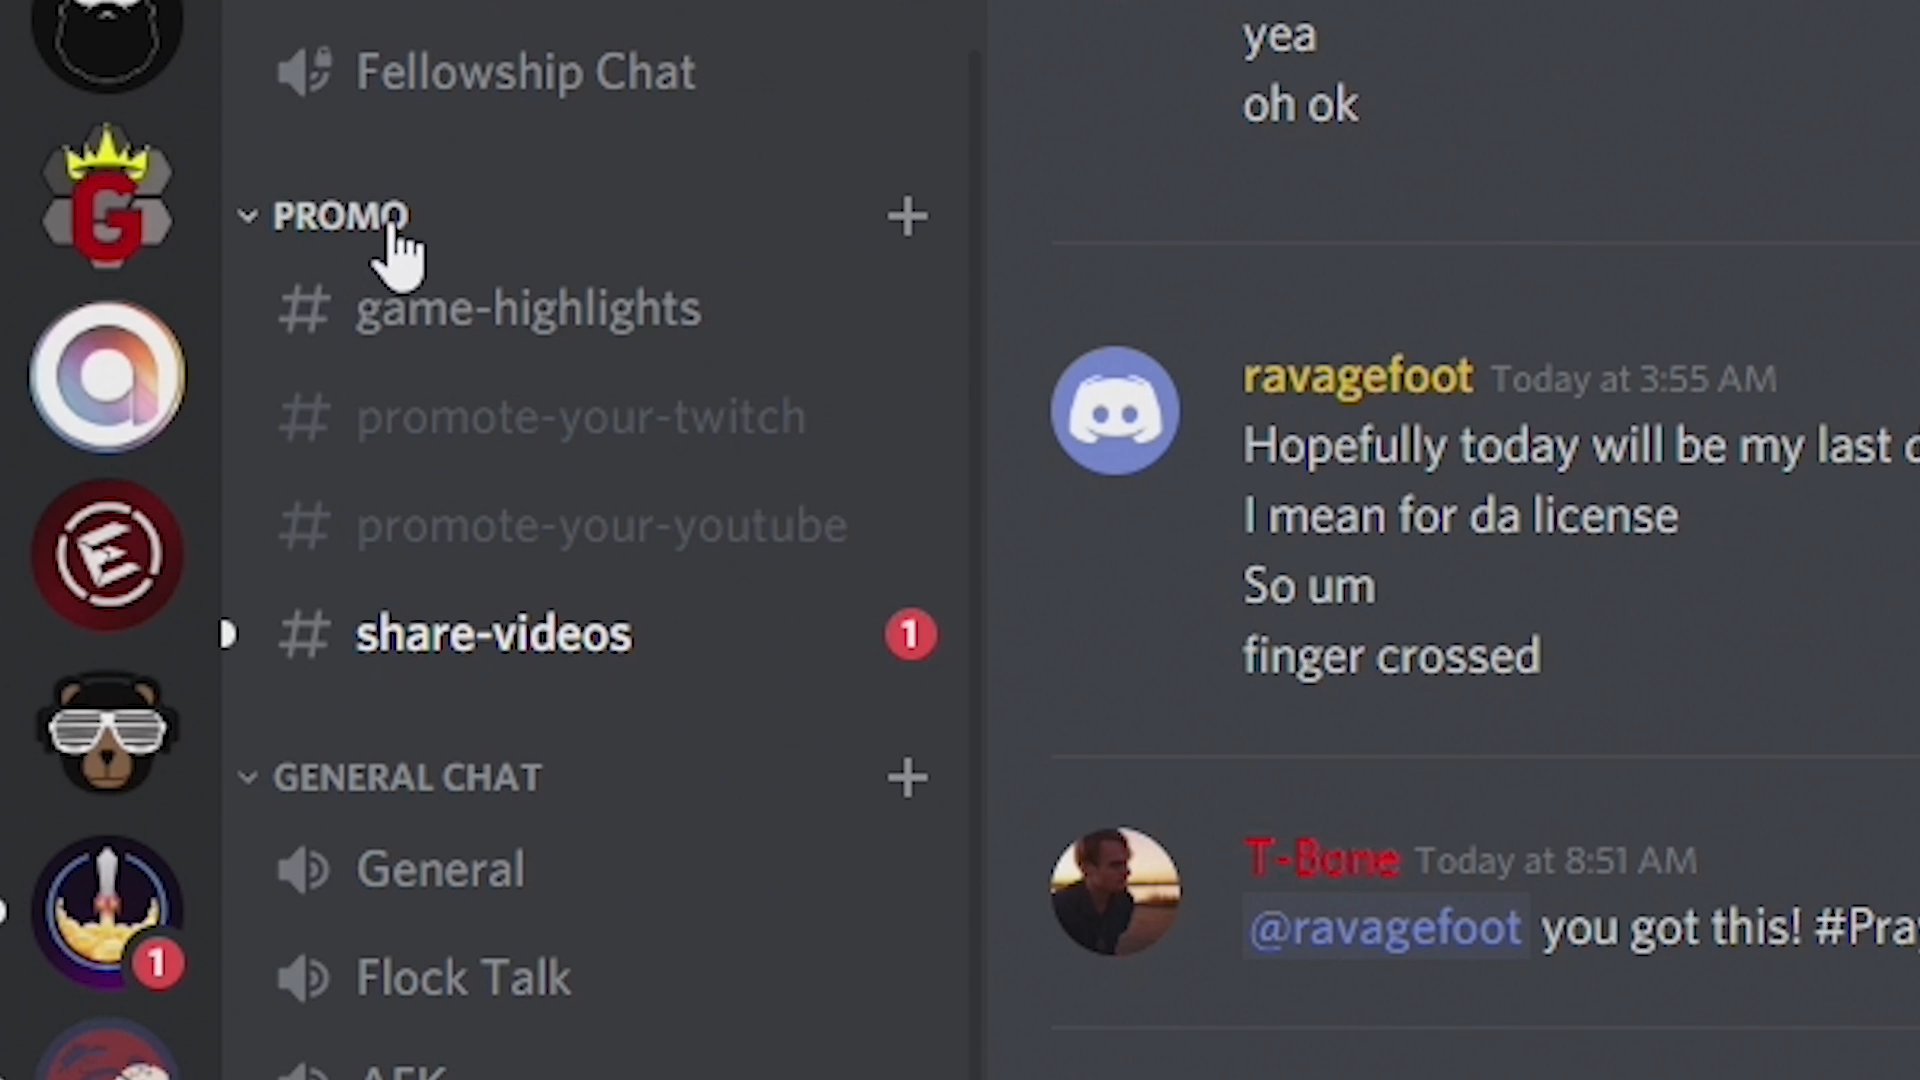 Fellowship Chat
PROMO
game-highlights
promote-your-twitch
promote-your-youtube
share-videos 1
GENERAL CHAT
General
Flock Talk
AFK
G
E
1
yea
oh ok
ravagefoot Today at 3:55 AM
Hopefully today will be my last
I mean for da license
So um
finger crossed
T-Bone Today at 8:51 AM
@ravagefoot you got this! #Pra